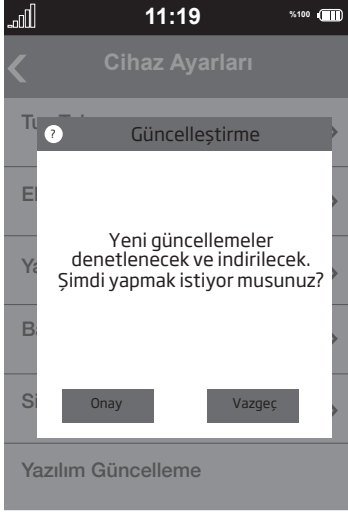 11:19
%100
Cihaz Ayarları
?
Güncelleştirme
Yeni güncellemeler
denetlenecek ve indirilecek.
Şimdi yapmak istiyor musunuz?
Onay
Vazgeç
Yazılım Güncelleme